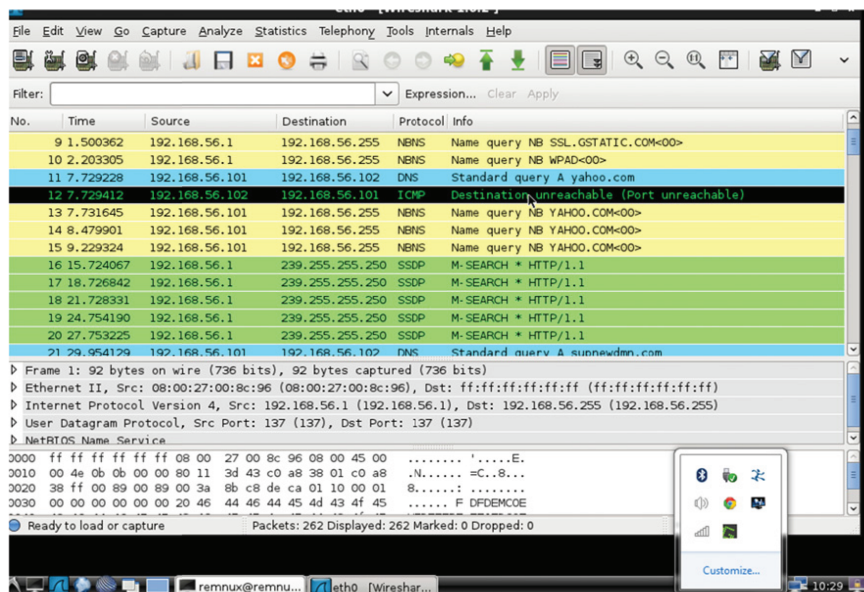 File Edit View Go Capture Analyze Statistics Telephony Tools Internals Help
Filter: Expression... Clear Apply
No. Time Source Destination Protocol Info
9 1.500362 192.168.56.1 192.168.56.255 NBNS Name query NB SSL.GSTATIC.COM<00>
10 2.203305 192.168.56.1 192.168.56.255 NBNS Name query NB WPAD<00>
11 7.729228 192.168.56.101 192.168.56.102 DNS Standard query A yahoo.com
12 7.729412 192.168.56.102 192.168.56.101 ICMP Destination unreachable (Port unreachable)
13 7.731645 192.168.56.101 192.168.56.255 NBNS Name query NB YAHOO.COM<00>
14 8.479901 192.168.56.101 192.168.56.255 NBNS Name query NB YAHOO.COM<00>
15 9.229324 192.168.56.101 192.168.56.255 NBNS Name query NB YAHOO.COM<00>
16 15.724067 192.168.56.1 239.255.255.250 SSDP M-SEARCH * HTTP/1.1
17 18.726842 192.168.56.1 239.255.255.250 SSDP M-SEARCH * HTTP/1.1
18 21.728331 192.168.56.1 239.255.255.250 SSDP M-SEARCH * HTTP/1.1
19 24.754190 192.168.56.1 239.255.255.250 SSDP M-SEARCH * HTTP/1.1
20 27.753225 192.168.56.1 239.255.255.250 SSDP M-SEARCH * HTTP/1.1
21 29.954129 192.168.56.101 192.168.56.102 DNS Standard query A supnewdmn.com
Frame 1: 92 bytes on wire (736 bits), 92 bytes captured (736 bits)
Ethernet II, Src: 08:00:27:00:8c:96 (08:00:27:00:8c:96), Dst: ff:ff:ff:ff:ff:ff (ff:ff:ff:ff:ff:ff)
Internet Protocol Version 4, Src: 192.168.56.1 (192.168.56.1), Dst: 192.168.56.255 (192.168.56.255)
User Datagram Protocol, Src Port: 137 (137), Dst Port: 137 (137)
NetBIOS Name Service
0000 ff ff ff ff ff ff 08 00 27 00 8c 96 08 00 45 00 ........ '.....E.
0010 00 4e 0b 0b 00 00 80 11 3d 43 c0 a8 38 01 c0 a8 .N...... =C..8...
0020 38 ff 00 89 00 89 00 3a 8b c8 de ca 01 10 00 01 8......: ........
0030 00 00 00 00 00 00 20 46 44 46 44 45 4d 43 4f 45 ...... F DFDEMCOE
Ready to load or capture Packets: 262 Displayed: 262 Marked: 0 Dropped: 0
Customize...
remnux@remnu... eth0 [Wireshar... 10:29